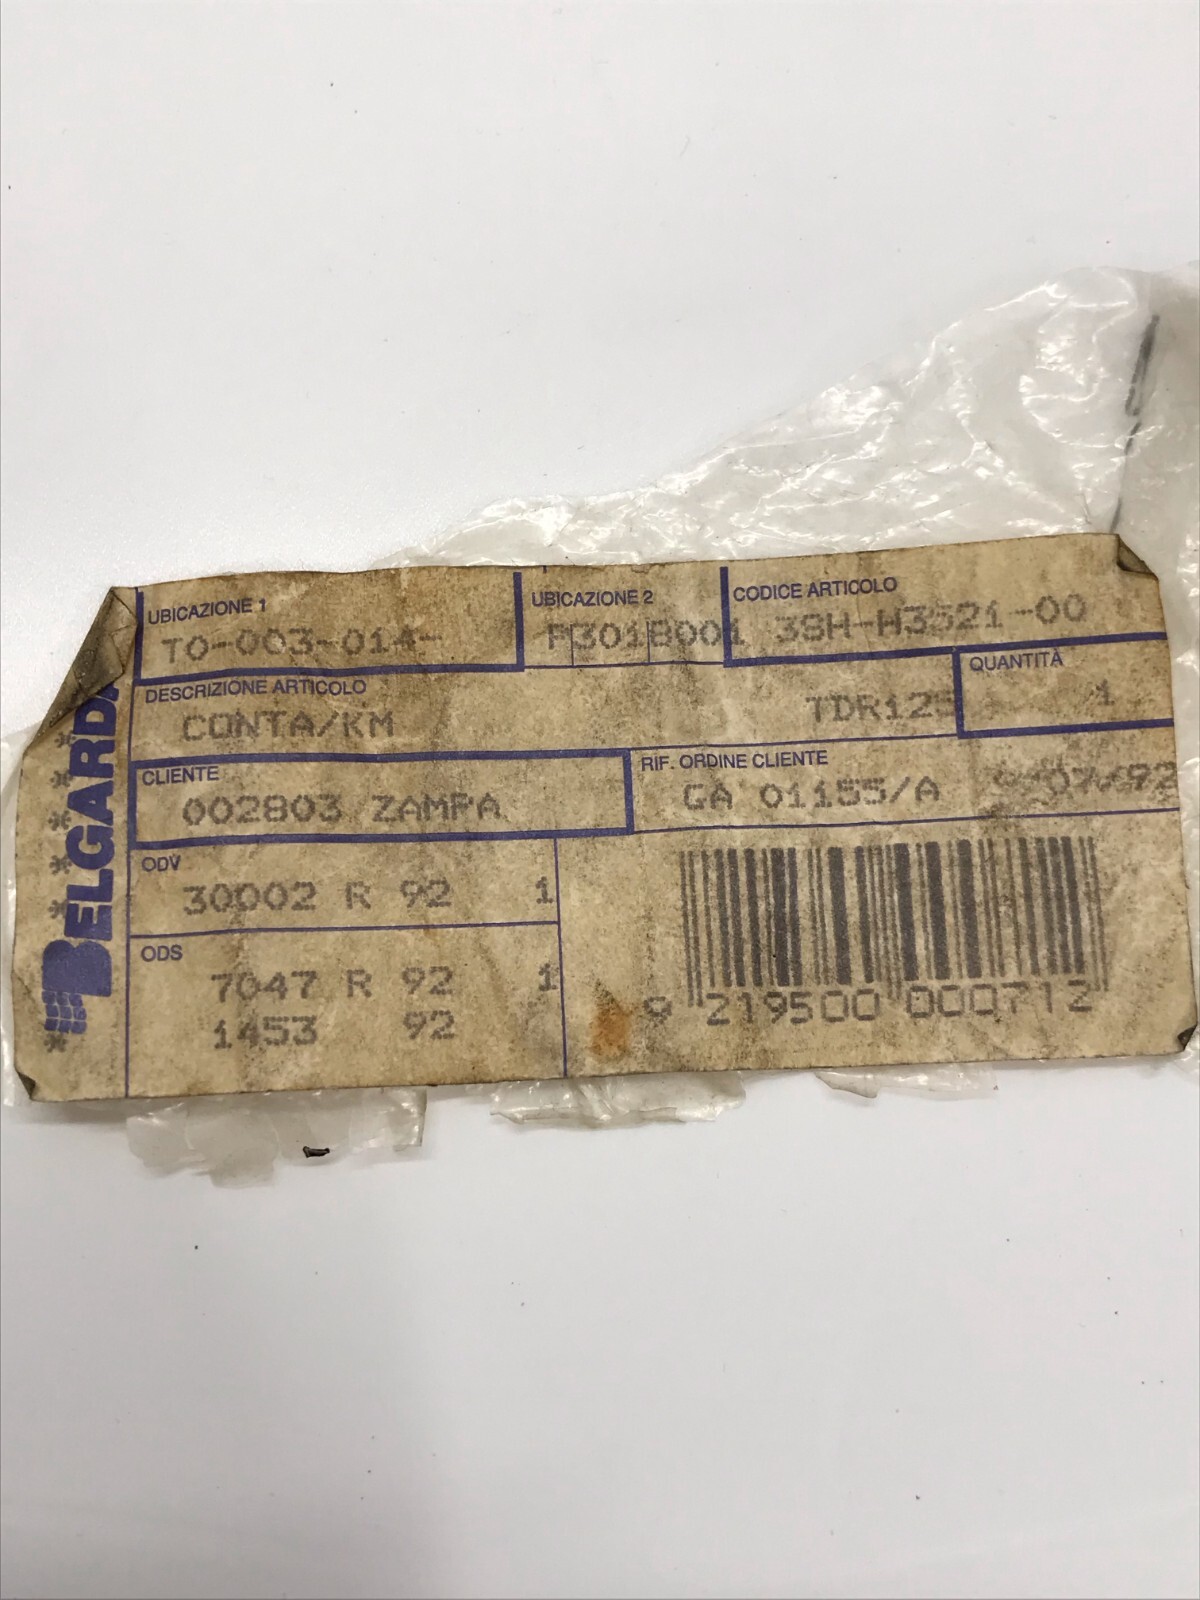 BELGARDA
UBICAZIONE 1
T0-003-014-
UBICAZIONE 2
F301B001
CODICE ARTICOLO
3SH-H3521-00
DESCRIZIONE ARTICOLO
CONTA/KM
TDR125
QUANTITÀ
1
CLIENTE
002803 ZAMPA
RIF. ORDINE CLIENTE
GA 01155/A
ODV
30002 R 92 1
ODS
7047 R 92 1
1453 92
9 219500 000712